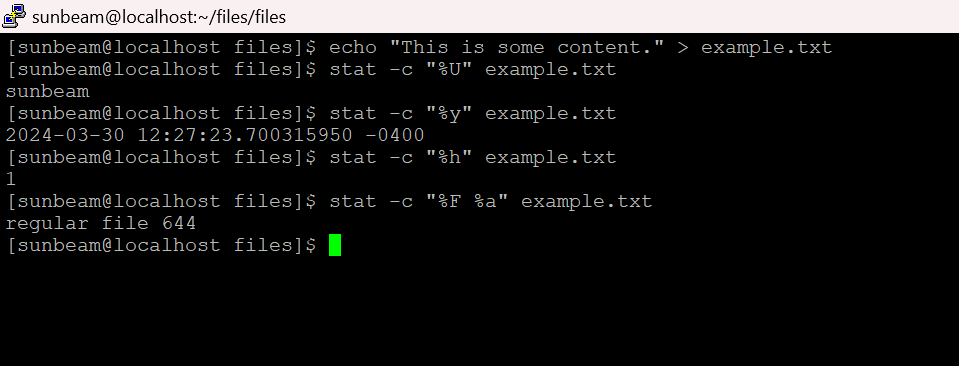 sunbeam@localhost:~/files/files
[sunbeam@localhost files]$ echo "This is some content." > example.txt
[sunbeam@localhost files]$ stat -c "%U" example.txt
sunbeam
[sunbeam@localhost files]$ stat -c "%y" example.txt
2024-03-30 12:27:23.700315950 -0400
[sunbeam@localhost files]$ stat -c "%h" example.txt
1
[sunbeam@localhost files]$ stat -c "%F %a" example.txt
regular file 644
[sunbeam@localhost files]$